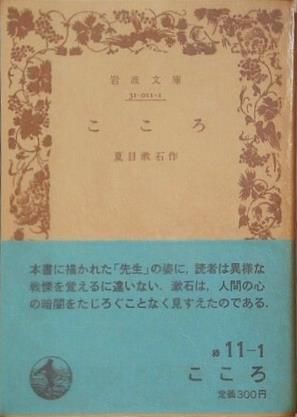 岩波文庫
31-011-1
こころ
夏目漱石作
本書に描かれた「先生」の姿に，読者は異様な
戦慄を覚えるに違いない．漱石は，人間の心
の暗闇をたじろぐことなく見すえたのである．
緑 11-1
こころ
定価300円